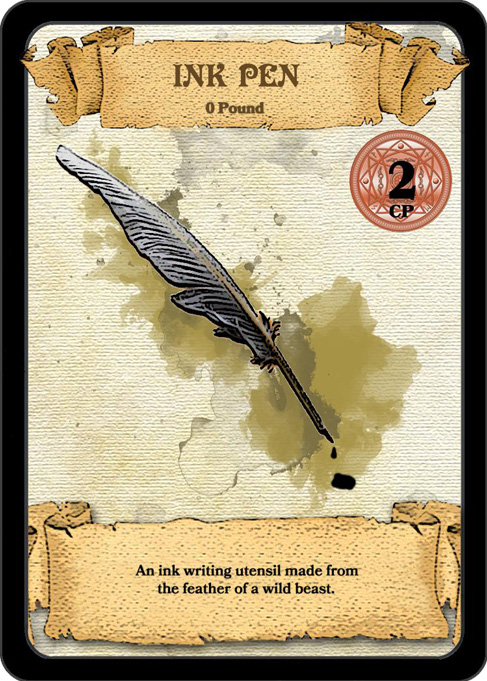 INK PEN
0 Pound
2
CP
An ink writing utensil made from
the feather of a wild beast.